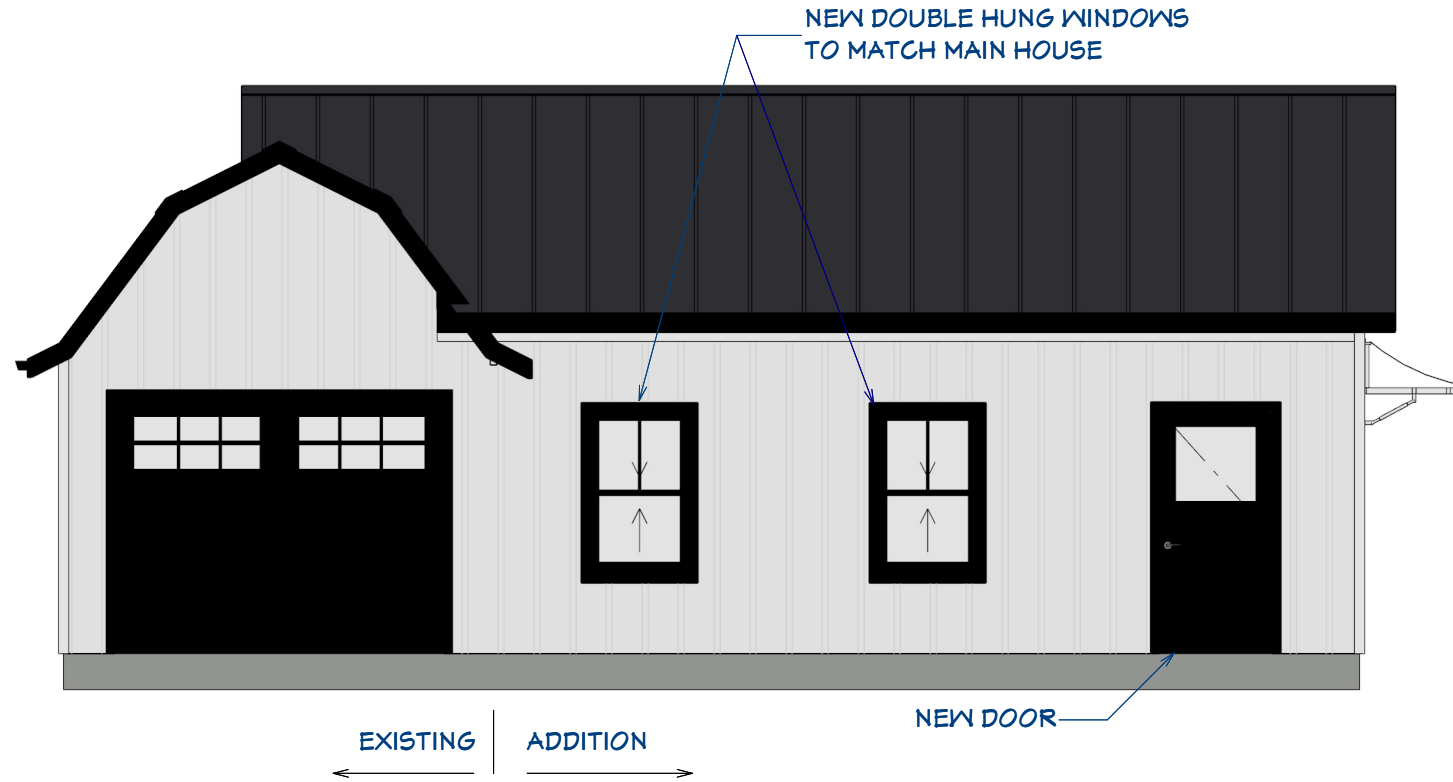 NEW DOUBLE HUNG WINDOWS
TO MATCH MAIN HOUSE
NEW DOOR
EXISTING
ADDITION